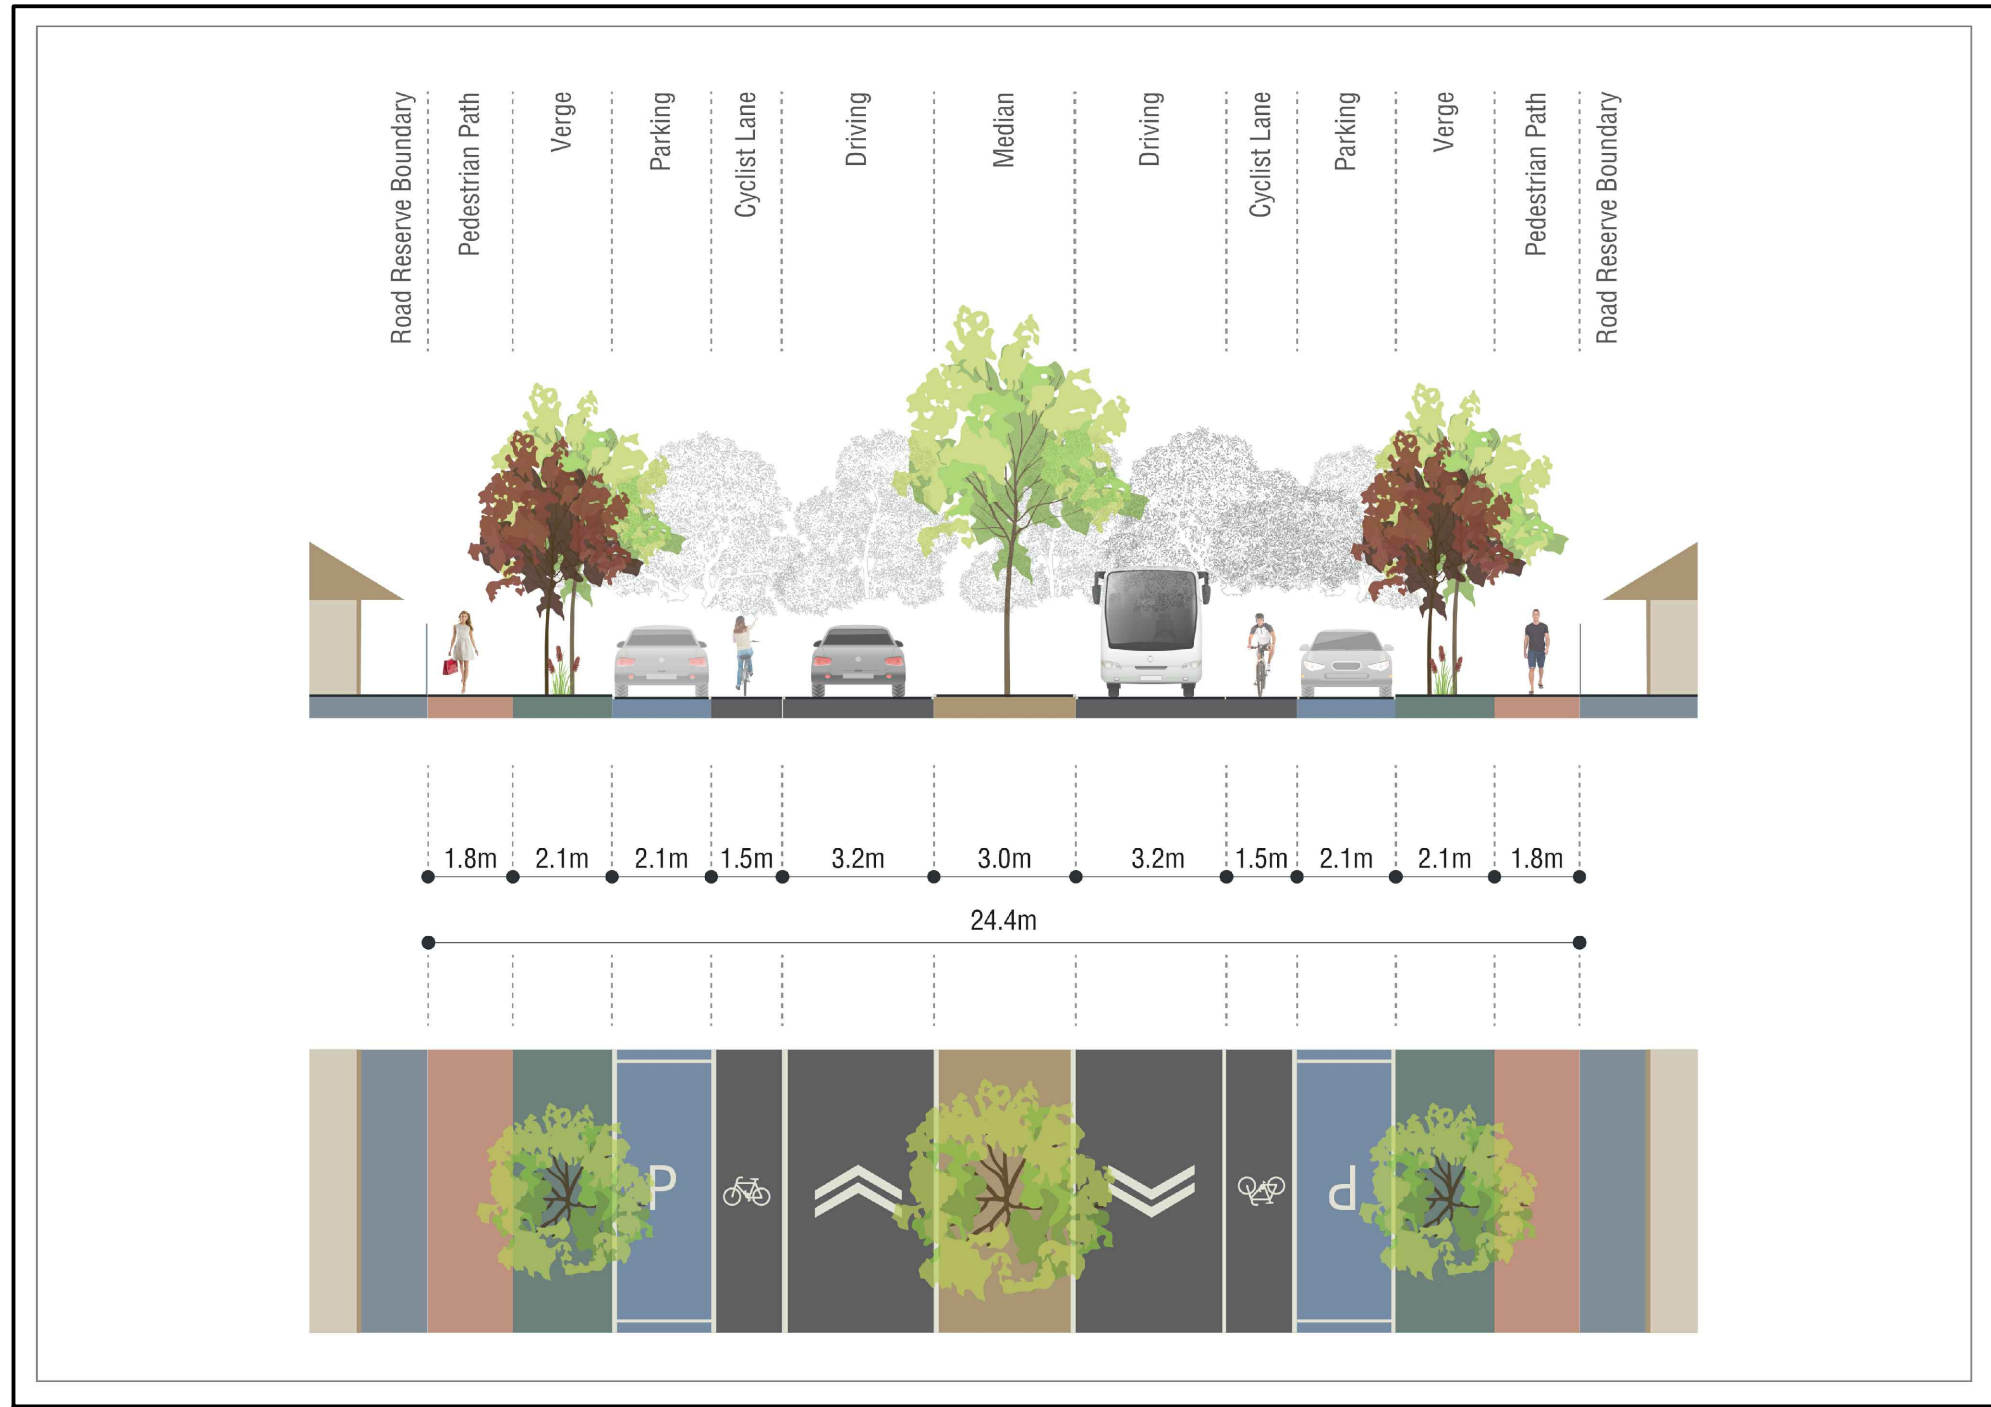 Road Reserve Boundary
Pedestrian Path
Verge
Parking
Cyclist Lane
Driving
Median
Driving
Cyclist Lane
Parking
Verge
Pedestrian Path
Road Reserve Boundary
1.8m
2.1m
2.1m
1.5m
3.2m
3.0m
3.2m
1.5m
2.1m
2.1m
1.8m
24.4m
P
P